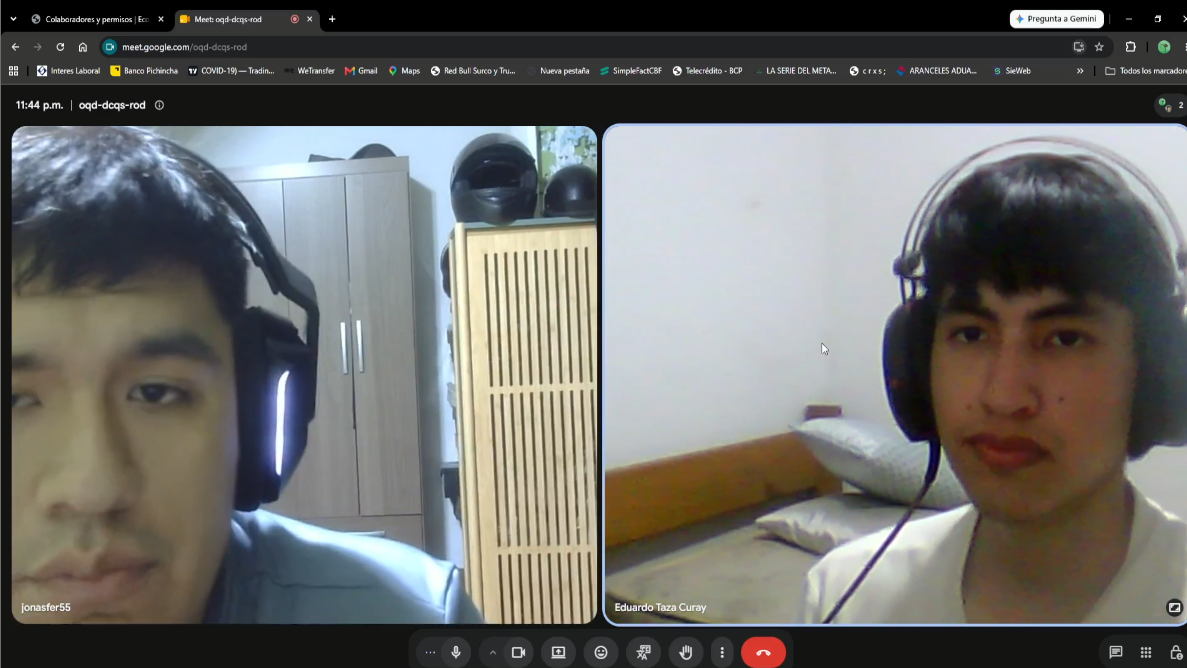 Colaboradores y permisos | Eco
Meet: oqd-dcqs-rod
Pregunta a Gemini
meet.google.com/oqd-dcqs-rod
Interes Laboral
Banco Pichincha
COVID-19) — Tradin...
WeTransfer
Gmail
Maps
Red Bull Surco y Tru...
Nueva pestaña
SimpleFactCBF
Telecrédito - BCP
LA SERIE DEL META...
c r x s ;
ARANCELES ADUA...
SieWeb
»
Todos los marcadore
11:44 p.m. | oqd-dcqs-rod
2
jonasfer55
Eduardo Taza Curay